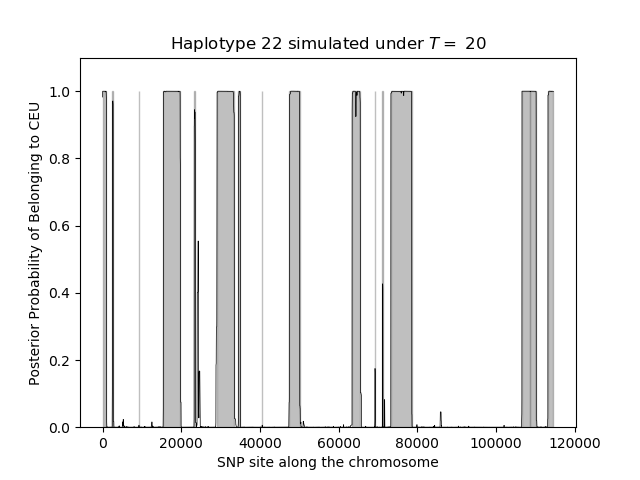 Haplotype 22 simulated under T = 20
Posterior Probability of Belonging to CEU
1.0
0.8
0.6
0.4
0.2
0.0
0 20000 40000 60000 80000 100000 120000
SNP site along the chromosome